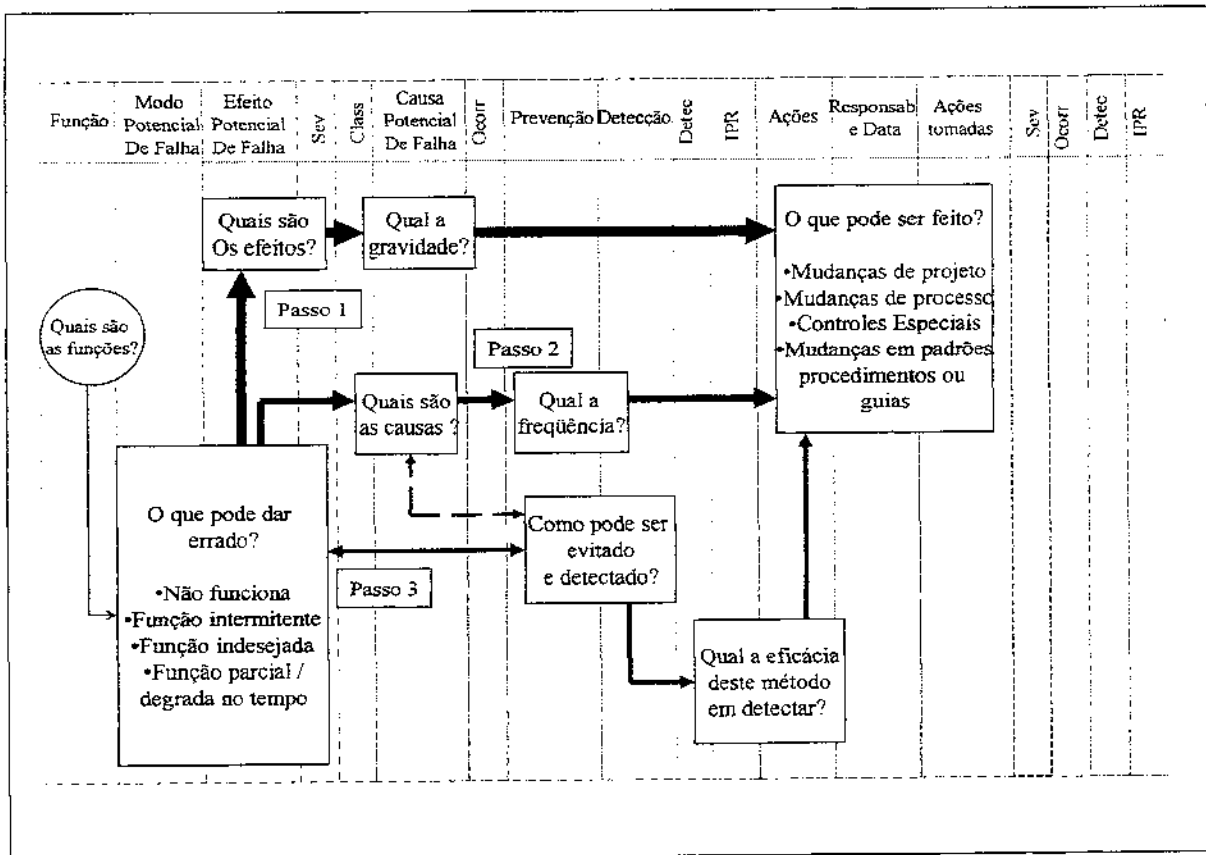 Função
Modo
Potencial
De Falha
Efeito
Potencial
De Falha
Sev
Class
Causa
Potencial
De Falha
Ocorr
Prevenção
Detecção
Detec
IPR
Ações
Responsab
e Data
Ações
tomadas
Sev
Ocorr
Detec
IPR
Quais são
Os efeitos?
Qual a
gravidade?
O que pode ser feito?
•Mudanças de projeto
•Mudanças de processo
•Controles Especiais
•Mudanças em padrões,
procedimentos ou
guias
Passo 1
Quais são
as funções?
Passo 2
Quais são
as causas ?
Qual a
freqüência?
O que pode dar
errado?
•Não funciona
•Função intermitente
•Função indesejada
•Função parcial /
degrada no tempo
Como pode ser
evitado
e detectado?
Passo 3
Qual a eficácia
deste método
em detectar?